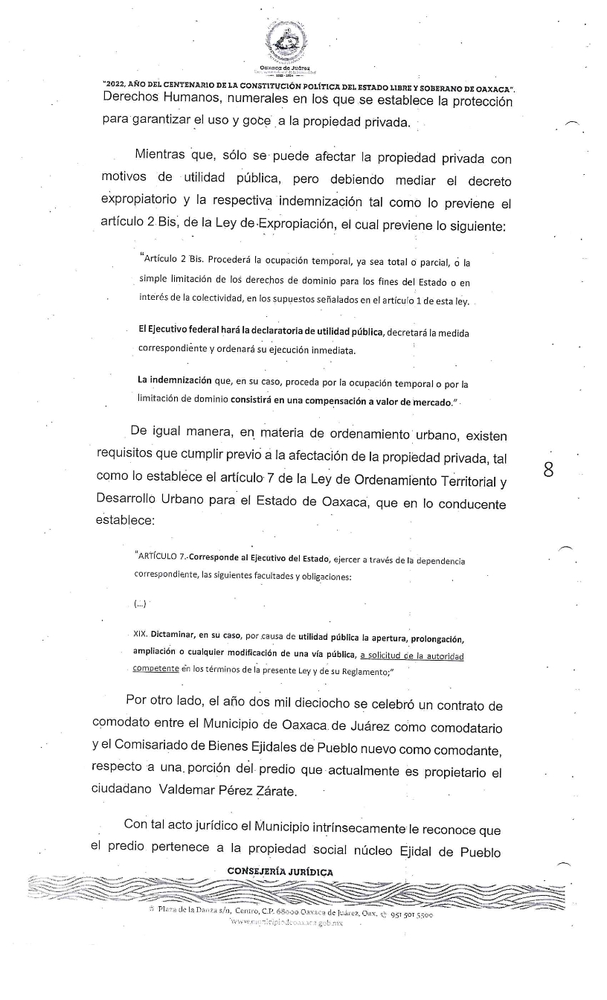 Oaxaca de Juárez
2022 - 2024
"2022, AÑO DEL CENTENARIO DE LA CONSTITUCIÓN POLÍTICA DEL ESTADO LIBRE Y SOBERANO DE OAXACA".
Derechos Humanos, numerales en los que se establece la protección
para garantizar el uso y goce a la propiedad privada.
Mientras que, sólo se puede afectar la propiedad privada con
motivos de utilidad pública, pero debiendo mediar el decreto
expropiatorio y la respectiva indemnización tal como lo previene el
artículo 2 Bis, de la Ley de Expropiación, el cual previene lo siguiente:
"Artículo 2 Bis. Procederá la ocupación temporal, ya sea total o parcial, o la
simple limitación de los derechos de dominio para los fines del Estado o en
interés de la colectividad, en los supuestos señalados en el artículo 1 de esta ley.
El Ejecutivo federal hará la declaratoria de utilidad pública, decretará la medida
correspondiente y ordenará su ejecución inmediata.
La indemnización que, en su caso, proceda por la ocupación temporal o por la
limitación de dominio consistirá en una compensación a valor de mercado."
De igual manera, en materia de ordenamiento urbano, existen
requisitos que cumplir previo a la afectación de la propiedad privada, tal
como lo establece el artículo 7 de la Ley de Ordenamiento Territorial y
Desarrollo Urbano para el Estado de Oaxaca, que en lo conducente
establece:
8
"ARTÍCULO 7.-Corresponde al Ejecutivo del Estado, ejercer a través de la dependencia
correspondiente, las siguientes facultades y obligaciones:
(...)
XIX. Dictaminar, en su caso, por causa de utilidad pública la apertura, prolongación,
ampliación o cualquier modificación de una vía pública, a solicitud de la autoridad
competente en los términos de la presente Ley y de su Reglamento;"
Por otro lado, el año dos mil dieciocho se celebró un contrato de
comodato entre el Municipio de Oaxaca de Juárez como comodatario
y el Comisariado de Bienes Ejidales de Pueblo nuevo como comodante,
respecto a una porción del predio que actualmente es propietario el
ciudadano Valdemar Pérez Zárate.
Con tal acto jurídico el Municipio intrínsecamente le reconoce que
el predio pertenece a la propiedad social núcleo Ejidal de Pueblo
CONSEJERÍA JURÍDICA
Plaza de la Danza s/n, Centro, C.P. 68000 Oaxaca de Juárez, Oax. 951 501 5500
www.municipiodeoaxaca.gob.mx